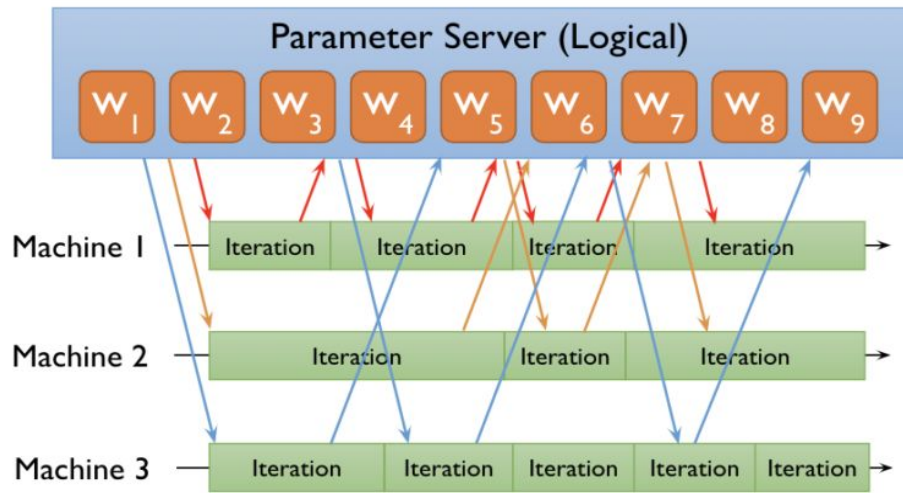 Parameter Server (Logical)
w1 w2 w3 w4 w5 w6 w7 w8 w9
Machine 1 Iteration Iteration Iteration Iteration
Machine 2 Iteration Iteration Iteration
Machine 3 Iteration Iteration Iteration Iteration Iteration